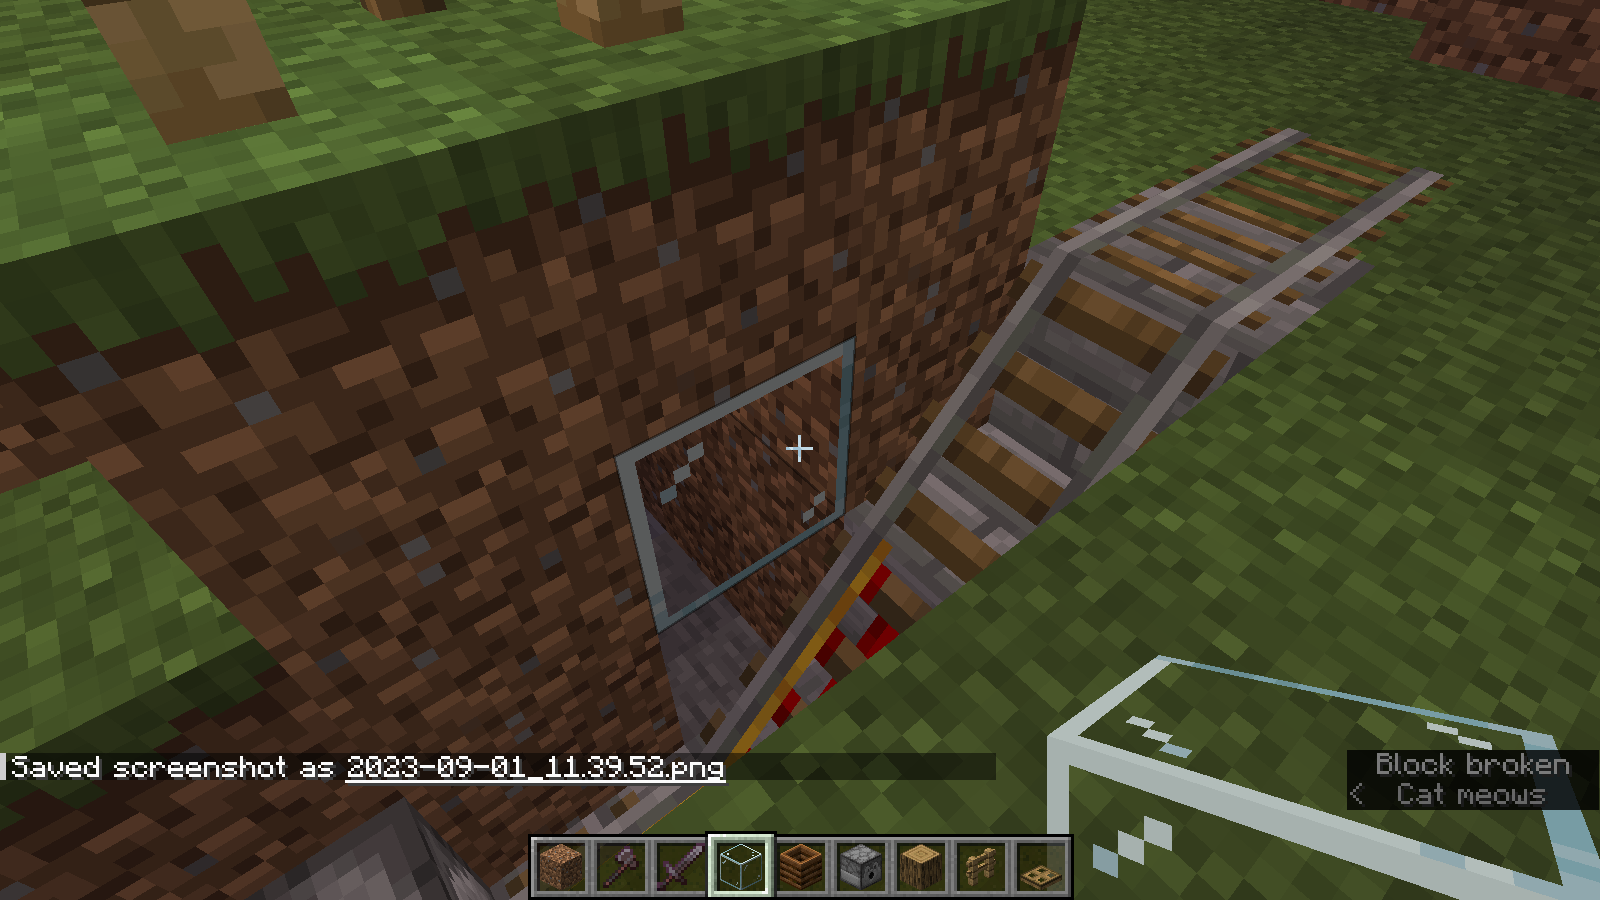 Saved screenshot as 2023-09-01_11.39.52.png
Block broken
< Cat meows